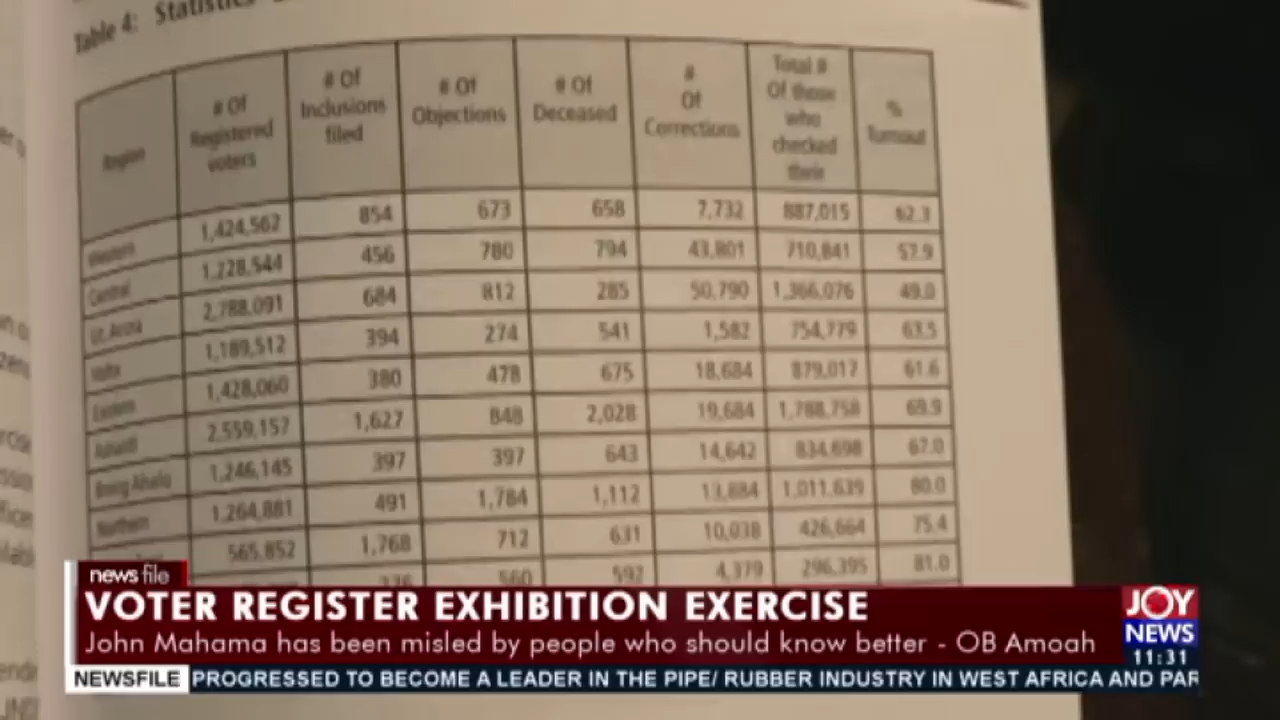 Table 4: Statistics
Region # Of Registered voters # Of Inclusions filed # Of Objections # Of Deceased # Of Corrections Total # Of those who checked their % Turnout
Western 1,424,562 854 673 658 7,732 887,015 62.3
Central 1,228,544 456 780 794 43,801 710,841 57.9
Gt. Accra 2,788,091 684 812 285 50,790 1,366,076 49.0
Volta 1,189,512 394 274 541 1,582 754,779 63.5
Eastern 1,428,060 380 478 675 18,684 879,017 61.6
Ashanti 2,559,157 1,627 848 2,028 19,684 1,788,758 69.9
Brong Ahafo 1,246,145 397 397 643 14,642 834,698 67.0
Northern 1,264,881 491 1,784 1,112 13,884 1,011,639 80.0
565,852 1,768 712 631 10,038 426,664 75.4
560 592 4,379 296,395 81.0
news file
VOTER REGISTER EXHIBITION EXERCISE
John Mahama has been misled by people who should know better - OB Amoah
JOY
NEWS
11:31
NEWSFILE PROGRESSED TO BECOME A LEADER IN THE PIPE/ RUBBER INDUSTRY IN WEST AFRICA AND PAR